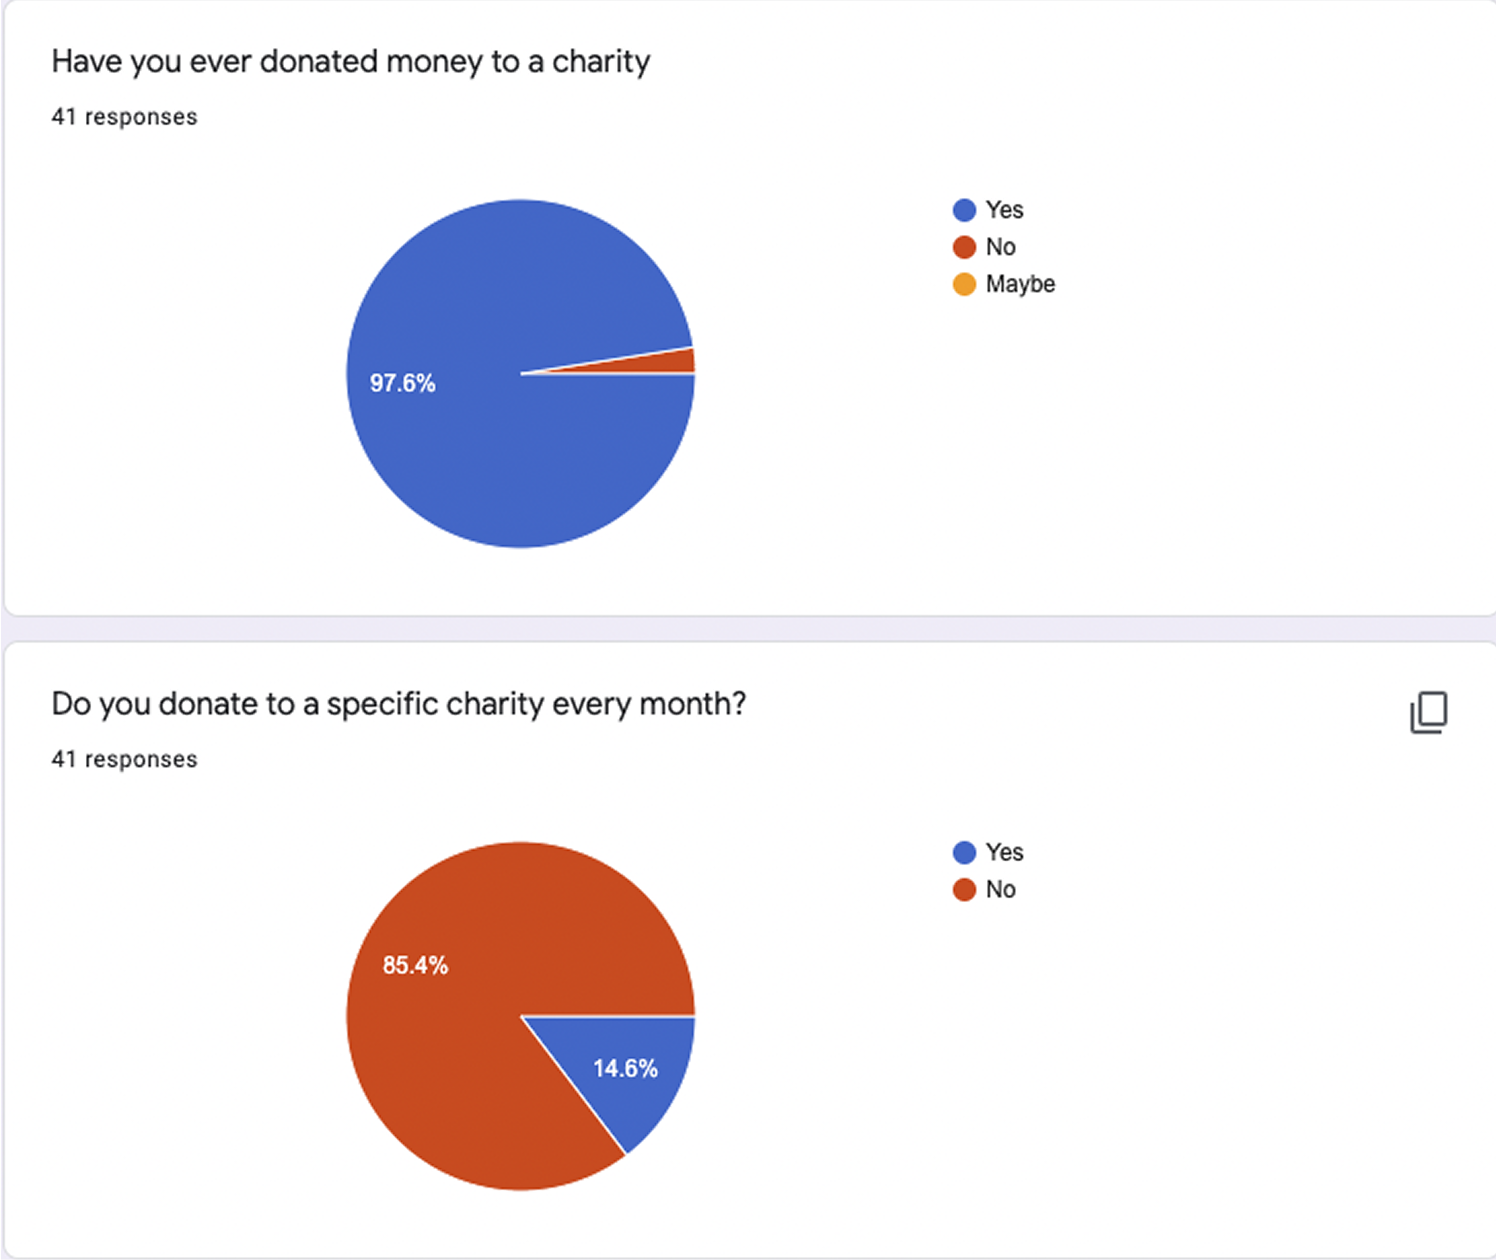 Have you ever donated money to a charity
41 responses
Yes
No
Maybe
97.6%
Do you donate to a specific charity every month?
41 responses
Yes
No
85.4%
14.6%